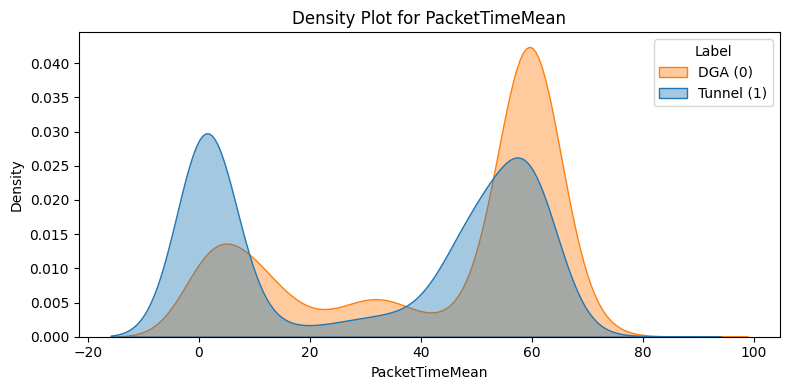 Density Plot for PacketTimeMean
Label
DGA (0)
Tunnel (1)
Density
0.040
0.035
0.030
0.025
0.020
0.015
0.010
0.005
0.000
−20
0
20
40
60
80
100
PacketTimeMean